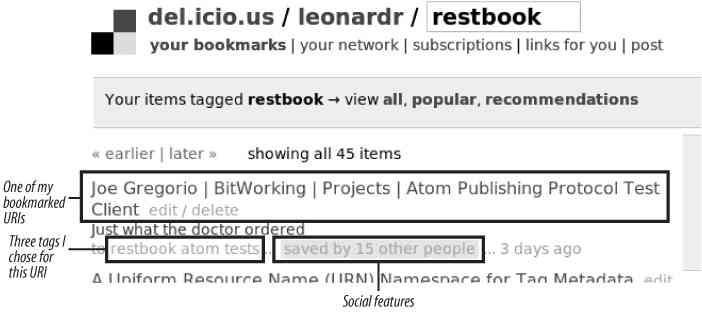 del.icio.us / leonardr / restbook
your bookmarks | your network | subscriptions | links for you | post
Your items tagged restbook → view all, popular, recommendations
« earlier | later » showing all 45 items
One of my
bookmarked
URIs
Joe Gregorio | BitWorking | Projects | Atom Publishing Protocol Test
Client edit / delete
Just what the doctor ordered
Three tags I
chose for
this URI
to restbook atom tests ... saved by 15 other people ... 3 days ago
A Uniform Resource Name (URN) Namespace for Tag Metadata edit
Social features